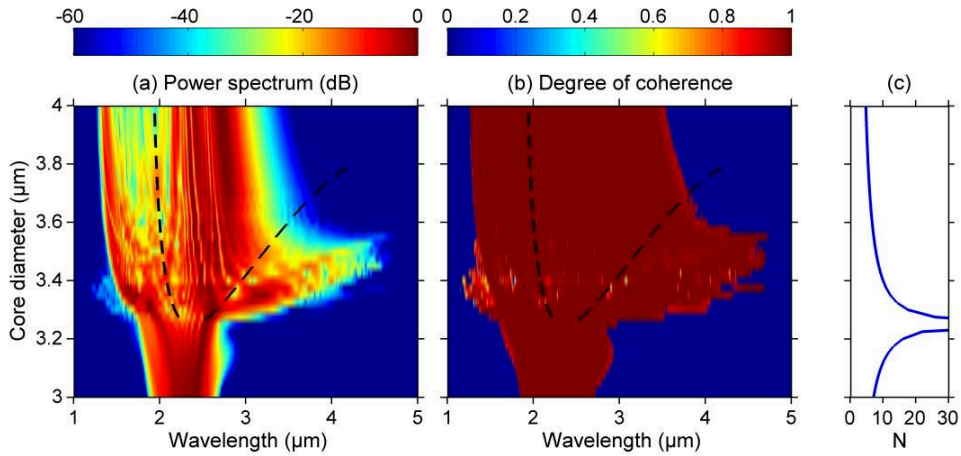 -60 -40 -20 0
0 0.2 0.4 0.6 0.8 1
(a) Power spectrum (dB)
(b) Degree of coherence
(c)
Core diameter (µm)
4
3.8
3.6
3.4
3.2
3
1 2 3 4 5
Wavelength (µm)
1 2 3 4 5
Wavelength (µm)
0 10 20 30
N